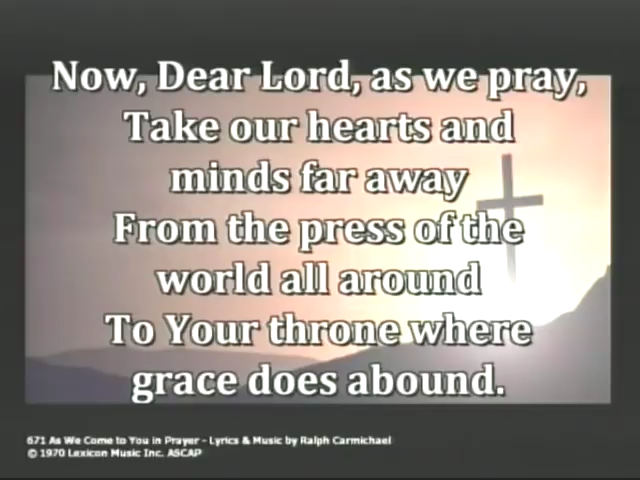 Now, Dear Lord, as we pray,
Take our hearts and
minds far away
From the press of the
world all around
To Your throne where
grace does abound.
671 As We Come to You in Prayer - Lyrics & Music by Ralph Carmichael
© 1970 Lexicon Music Inc. ASCAP